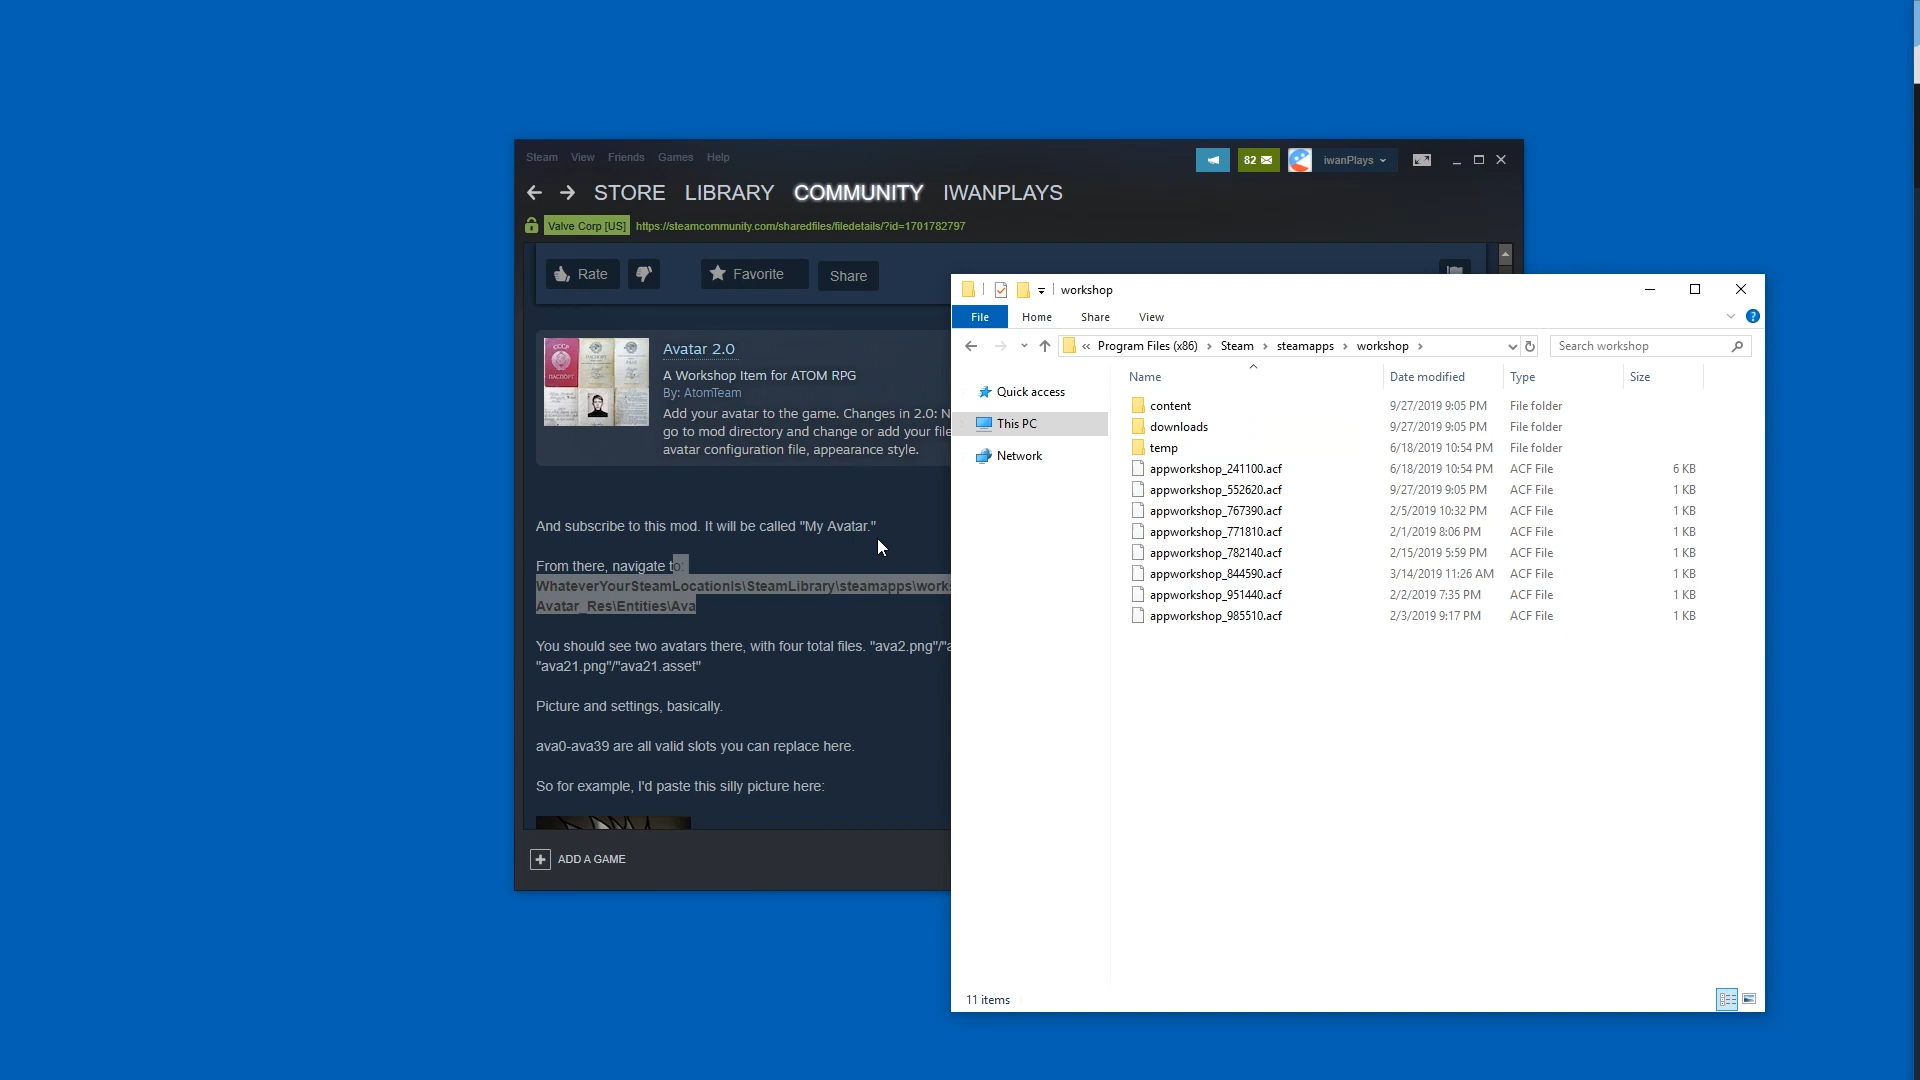 Steam View Friends Games Help
82
iwanPlays
STORE LIBRARY COMMUNITY IWANPLAYS
Valve Corp [US] https://steamcommunity.com/sharedfiles/filedetails/?id=1701782797
Rate
Favorite
Share
СССР
ПАСПОРТ
Avatar 2.0
A Workshop Item for ATOM RPG
By: AtomTeam
Add your avatar to the game. Changes in 2.0: N
go to mod directory and change or add your file
avatar configuration file, appearance style.
And subscribe to this mod. It will be called "My Avatar."
From there, navigate to:
WhateverYourSteamLocationIs\SteamLibrary\steamapps\works
Avatar_Res\Entities\Ava
You should see two avatars there, with four total files. "ava2.png"/"a
"ava21.png"/"ava21.asset"
Picture and settings, basically.
ava0-ava39 are all valid slots you can replace here.
So for example, I'd paste this silly picture here:
ADD A GAME
workshop
File Home Share View
« Program Files (x86) › Steam › steamapps › workshop ›
Search workshop
Quick access
This PC
Network
Name Date modified Type Size
content 9/27/2019 9:05 PM File folder
downloads 9/27/2019 9:05 PM File folder
temp 6/18/2019 10:54 PM File folder
appworkshop_241100.acf 6/18/2019 10:54 PM ACF File 6 KB
appworkshop_552620.acf 9/27/2019 9:05 PM ACF File 1 KB
appworkshop_767390.acf 2/5/2019 10:32 PM ACF File 1 KB
appworkshop_771810.acf 2/1/2019 8:06 PM ACF File 1 KB
appworkshop_782140.acf 2/15/2019 5:59 PM ACF File 1 KB
appworkshop_844590.acf 3/14/2019 11:26 AM ACF File 1 KB
appworkshop_951440.acf 2/2/2019 7:35 PM ACF File 1 KB
appworkshop_985510.acf 2/3/2019 9:17 PM ACF File 1 KB
11 items